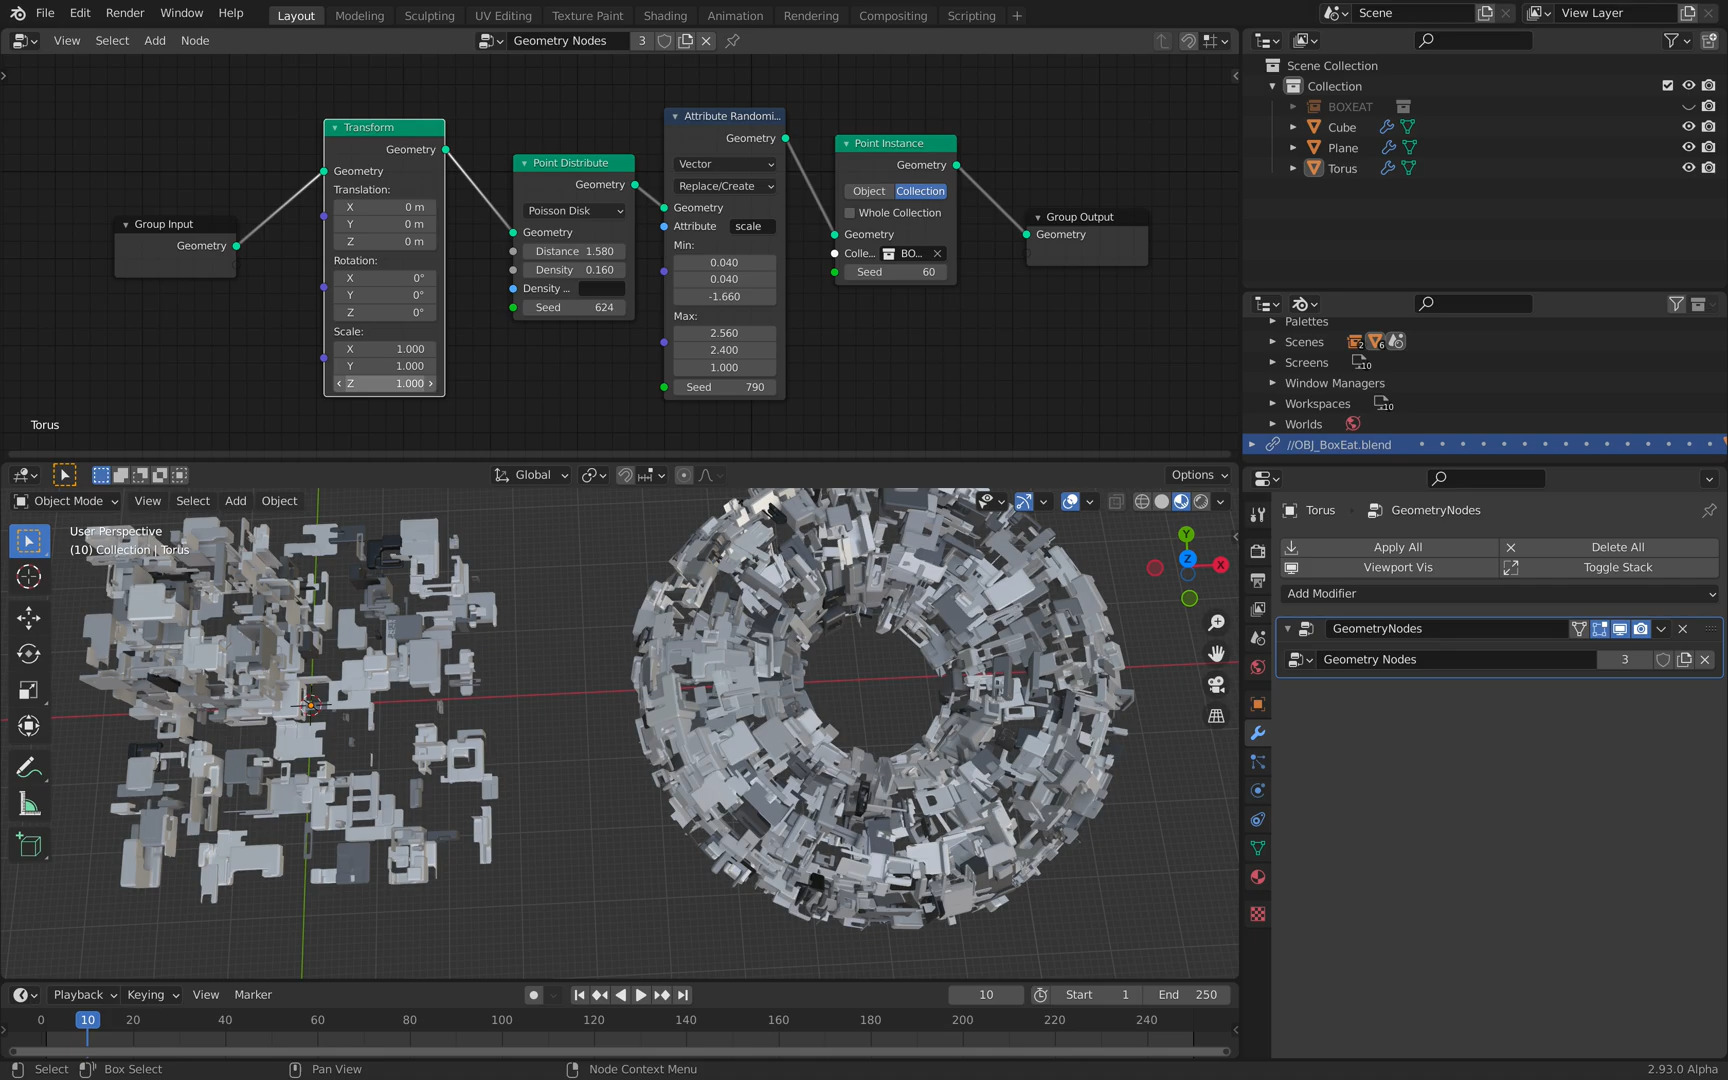 File Edit Render Window Help
Layout Modeling Sculpting UV Editing Texture Paint Shading Animation Rendering Compositing Scripting +
Scene
View Layer
View Select Add Node
Geometry Nodes 3
Transform
Geometry
Geometry
Translation:
X 0 m
Y 0 m
Z 0 m
Rotation:
X 0°
Y 0°
Z 0°
Scale:
X 1.000
Y 1.000
Z 1.000
Group Input
Geometry
Point Distribute
Geometry
Poisson Disk
Geometry
Distance 1.580
Density 0.160
Density ...
Seed 624
Attribute Randomi...
Geometry
Vector
Replace/Create
Geometry
Attribute scale
Min:
0.040
0.040
-1.660
Max:
2.560
2.400
1.000
Seed 790
Point Instance
Geometry
Object Collection
Whole Collection
Geometry
Colle... BO...
Seed 60
Group Output
Geometry
Torus
Scene Collection
Collection
BOXEAT
Cube
Plane
Torus
Palettes
Scenes 2 6
Screens 10
Window Managers
Workspaces 10
Worlds
//OBJ_BoxEat.blend
Global
Options
Object Mode View Select Add Object
User Perspective
(10) Collection | Torus
Y
Z
X
Torus GeometryNodes
Apply All Delete All
Viewport Vis Toggle Stack
Add Modifier
GeometryNodes
Geometry Nodes 3
Playback Keying View Marker
10 Start 1 End 250
0 10 20 40 60 80 100 120 140 160 180 200 220 240
Select Box Select Pan View Node Context Menu 2.93.0 Alpha